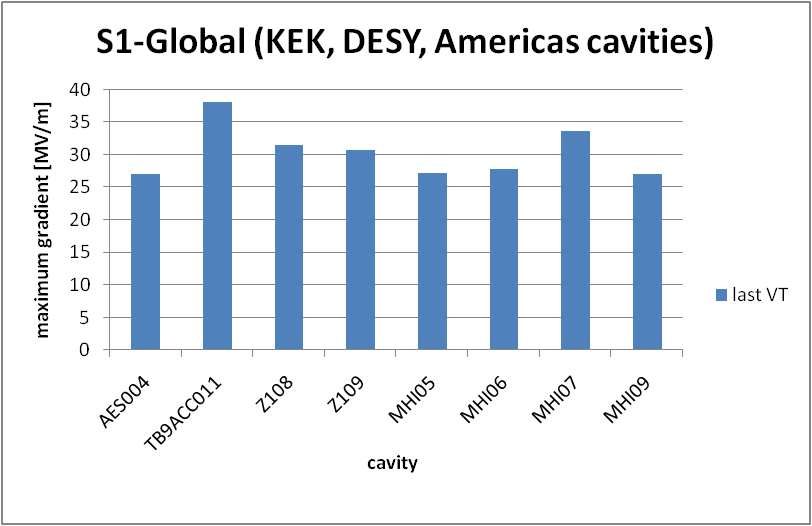 S1-Global (KEK, DESY, Americas cavities)
maximum gradient [MV/m]
40
35
30
25
20
15
10
5
0
AES004
TB9ACC011
Z108
Z109
MHI05
MHI06
MHI07
MHI09
cavity
last VT